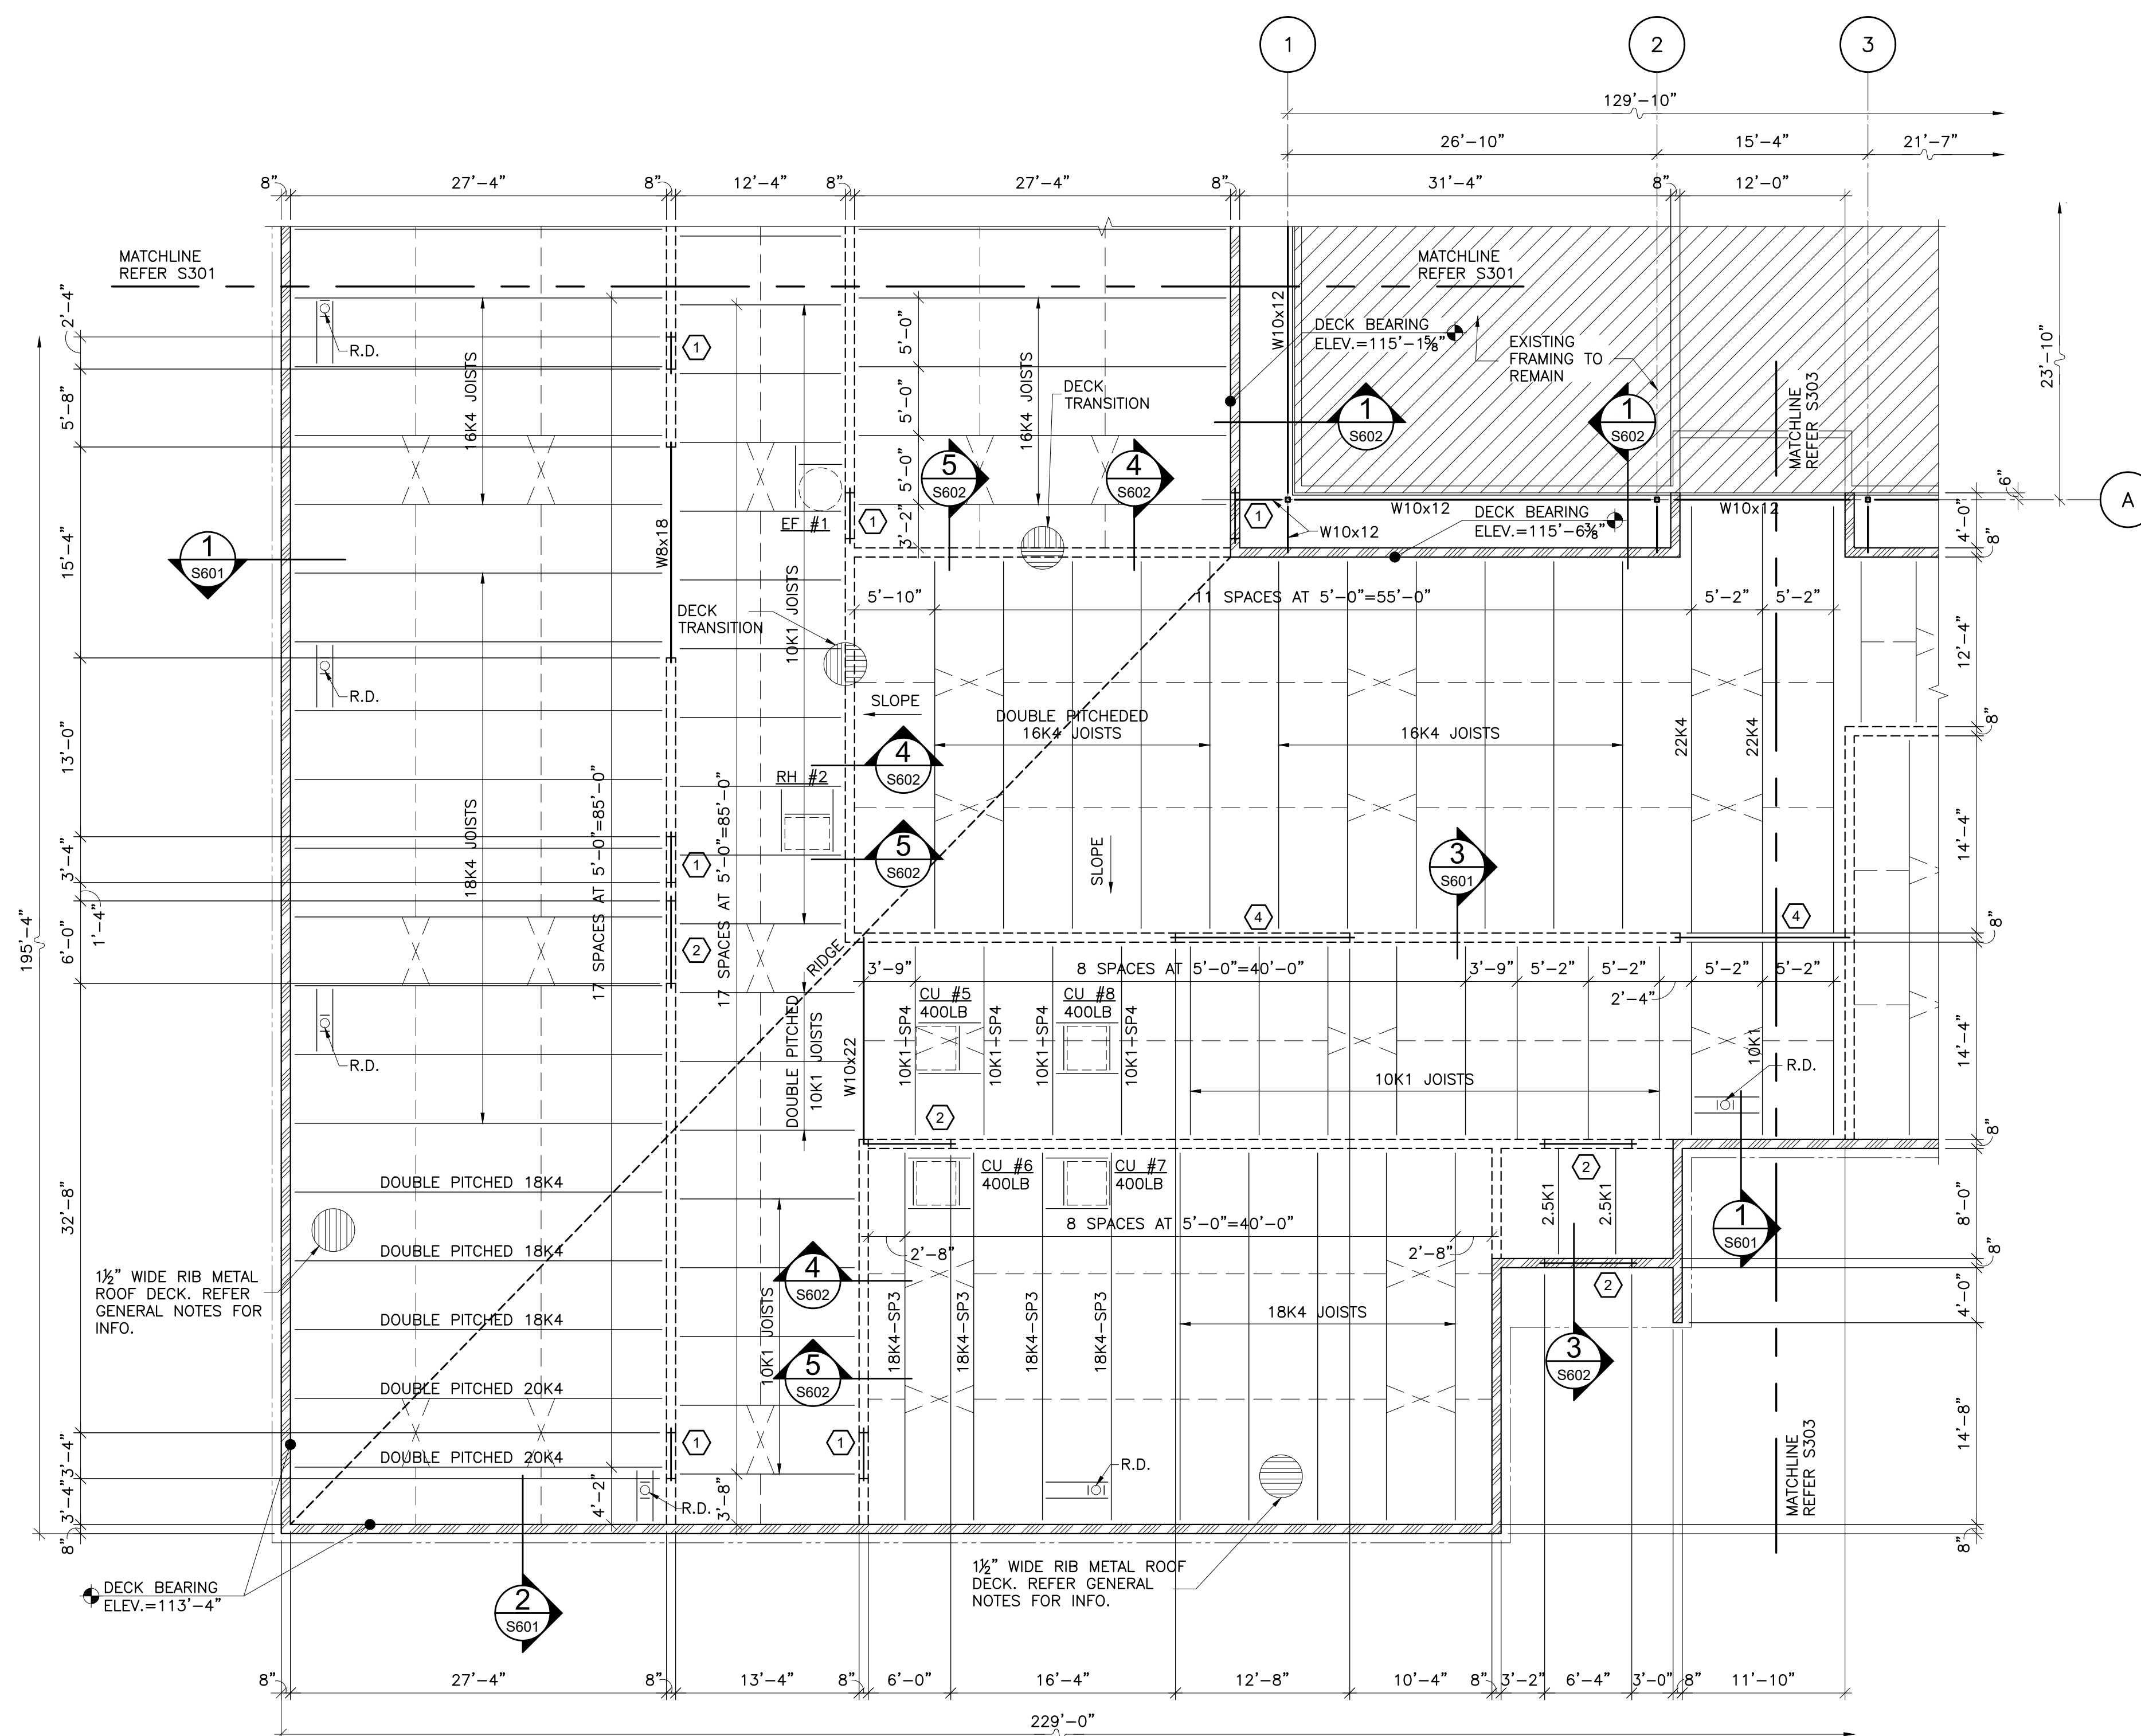 1
2
3
129'-10"
26'-10"
15'-4"
21'-7"
8"
27'-4"
8"
12'-4"
8"
27'-4"
8"
31'-4"
8"
12'-0"
MATCHLINE
REFER S301
MATCHLINE
REFER S301
2'-4"
5'-8"
15'-4"
13'-0"
3'-4"
1'-4"
6'-0"
32'-8"
3'-4"
3'-4"
8"
195'-4"
R.D.
16K4 JOISTS
1
5'-0"
5'-0"
5'-0"
3'-2"
16K4 JOISTS
DECK
TRANSITION
W10x12
DECK BEARING
ELEV.=115'-1⅝"
EXISTING
FRAMING TO
REMAIN
1
S602
1
S602
MATCHLINE
REFER S303
23'-10"
6"
A
5
S602
4
S602
EF #1
1
1
W10x12
W10x12
W10x12
DECK BEARING
ELEV.=115'-6⅜"
4'-0"
8"
1
S601
W8x18
10K1 JOISTS
DECK
TRANSITION
5'-10"
11 SPACES AT 5'-0"=55'-0"
5'-2"
5'-2"
12'-4"
8"
R.D.
SLOPE
DOUBLE PITCHEDED
16K4 JOISTS
16K4 JOISTS
22K4
22K4
4
S602
RH #2
18K4 JOISTS
17 SPACES AT 5'-0"=85'-0"
17 SPACES AT 5'-0"=85'-0"
1
5
S602
SLOPE
3
S601
14'-4"
8"
2
4
4
RIDGE
3'-9"
8 SPACES AT 5'-0"=40'-0"
3'-9"
5'-2"
5'-2"
5'-2"
5'-2"
2'-4"
CU #5
400LB
CU #8
400LB
DOUBLE PITCHED
10K1 JOISTS
W10x22
10K1-SP4
10K1-SP4
10K1-SP4
10K1-SP4
10K1
R.D.
R.D.
10K1 JOISTS
14'-4"
8"
2
CU #6
400LB
CU #7
400LB
2
2.5K1
2.5K1
1
S601
8'-0"
8"
DOUBLE PITCHED 18K4
DOUBLE PITCHED 18K4
DOUBLE PITCHED 18K4
DOUBLE PITCHED 20K4
DOUBLE PITCHED 20K4
8 SPACES AT 5'-0"=40'-0"
2'-8"
2'-8"
1½" WIDE RIB METAL
ROOF DECK. REFER
GENERAL NOTES FOR
INFO.
4
S602
10K1 JOISTS
18K4-SP3
18K4-SP3
18K4-SP3
18K4-SP3
18K4 JOISTS
2
4'-0"
3
S602
5
S602
1
1
14'-8"
8"
MATCHLINE
REFER S303
R.D.
4'-2"
R.D.
3'-8"
1½" WIDE RIB METAL ROOF
DECK. REFER GENERAL
NOTES FOR INFO.
DECK BEARING
ELEV.=113'-4"
2
S601
8"
27'-4"
8"
13'-4"
8"
6'-0"
16'-4"
12'-8"
10'-4"
8"
3'-2"
6'-4"
3'-0"
8"
11'-10"
229'-0"